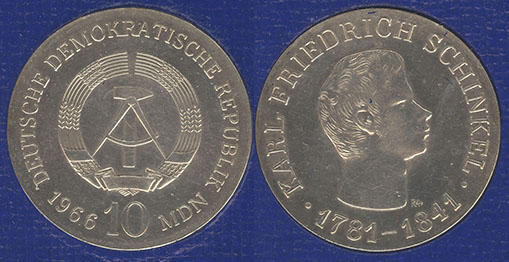 DEUTSCHE DEMOKRATISCHE REPUBLIK
1966 10 MDN
KARL FRIEDRICH SCHINKEL
· 1781–1841 ·